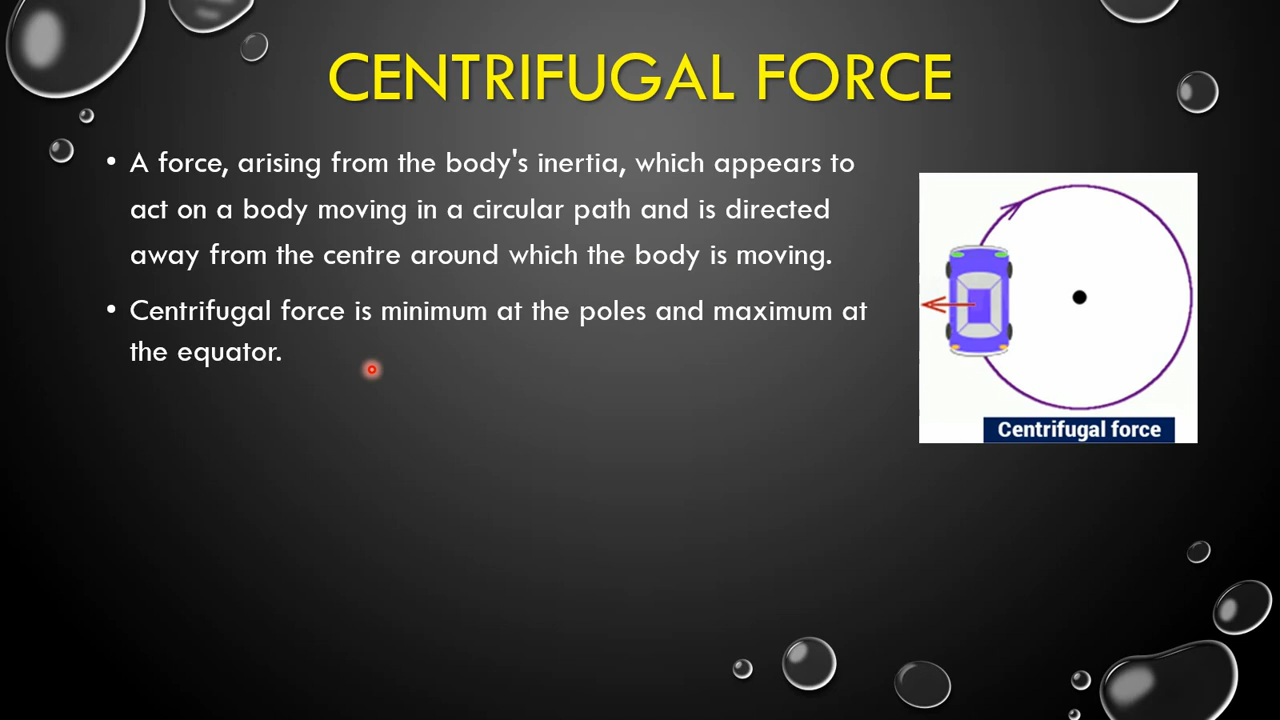 CENTRIFUGAL FORCE
• A force, arising from the body's inertia, which appears to
act on a body moving in a circular path and is directed
away from the centre around which the body is moving.
• Centrifugal force is minimum at the poles and maximum at
the equator.
Centrifugal force